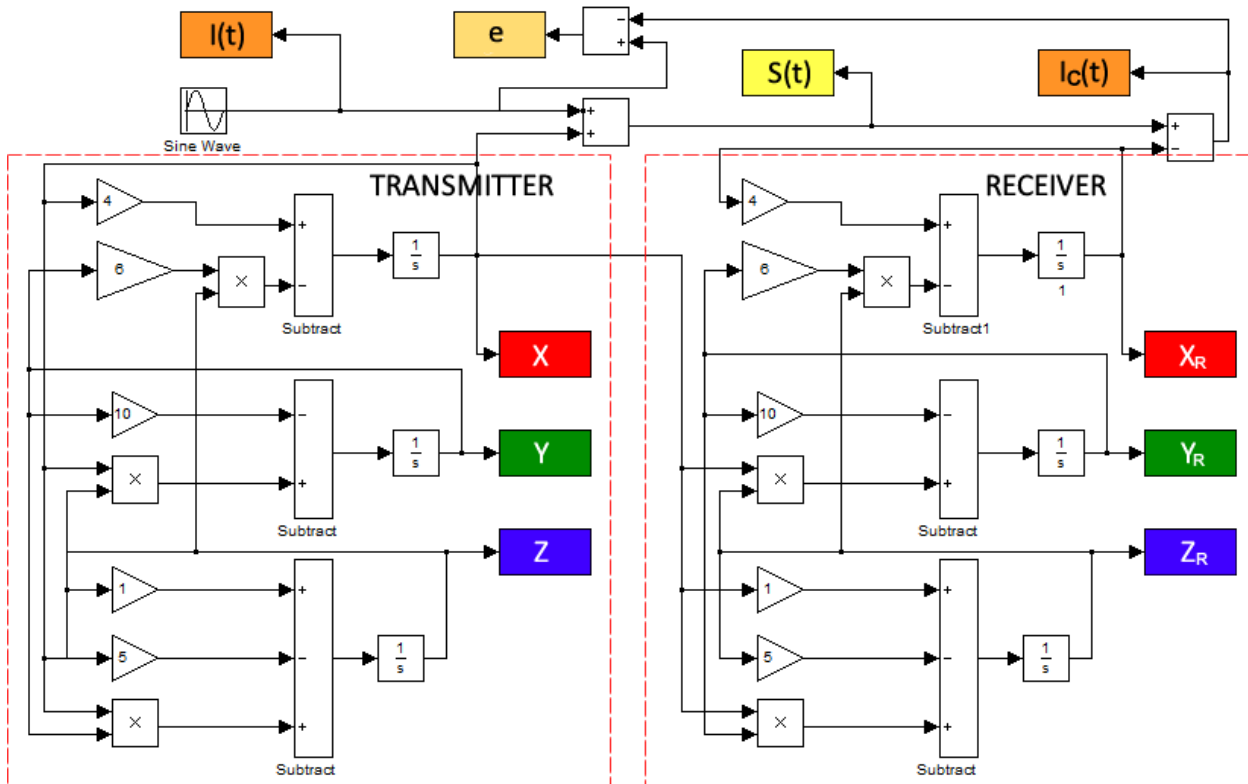 I(t)
e
−
+
S(t)
IC(t)
Sine Wave
+
+
+
−
TRANSMITTER
RECEIVER
4
+
1
s
6
×
−
Subtract
X
10
−
1
s
Y
×
+
Subtract
Z
1
+
5
−
1
s
×
+
Subtract
4
+
1
s
1
6
×
−
Subtract1
XR
10
−
1
s
YR
×
+
Subtract
ZR
1
+
5
−
1
s
×
+
Subtract